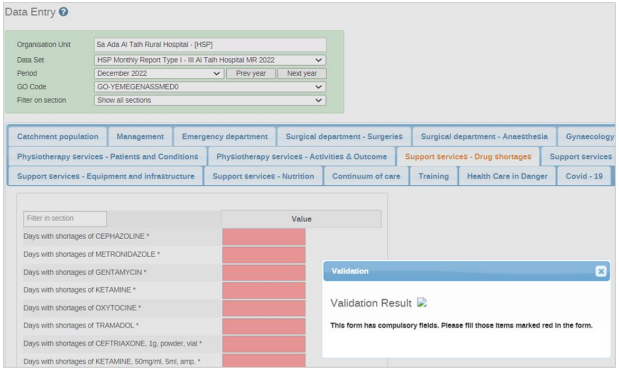 Data Entry
Organisation Unit Sa Ada Al Talh Rural Hospital - [HSP]
Data Set HSP Monthly Report Type I - III Al Talh Hospital MR 2022
Period December 2022 Prev year Next year
GO Code GO-YEMEGENASSMED0
Filter on section Show all sections
Catchment population Management Emergency department Surgical department - Surgeries Surgical department - Anaesthesia Gynaecology
Physiotherapy services - Patients and Conditions Physiotherapy services - Activities & Outcome Support services - Drug shortages Support services
Support services - Equipment and infrastructure Support services - Nutrition Continuum of care Training Health Care in Danger Covid - 19
Filter in section Value
Days with shortages of CEPHAZOLINE *
Days with shortages of METRONIDAZOLE *
Days with shortages of GENTAMYCIN *
Days with shortages of KETAMINE *
Days with shortages of OXYTOCINE *
Days with shortages of TRAMADOL *
Days with shortages of CEFTRIAXONE, 1g, powder, vial *
Days with shortages of KETAMINE, 50mg/ml, 5ml, amp. *
Validation
Validation Result
This form has compulsory fields. Please fill those items marked red in the form.